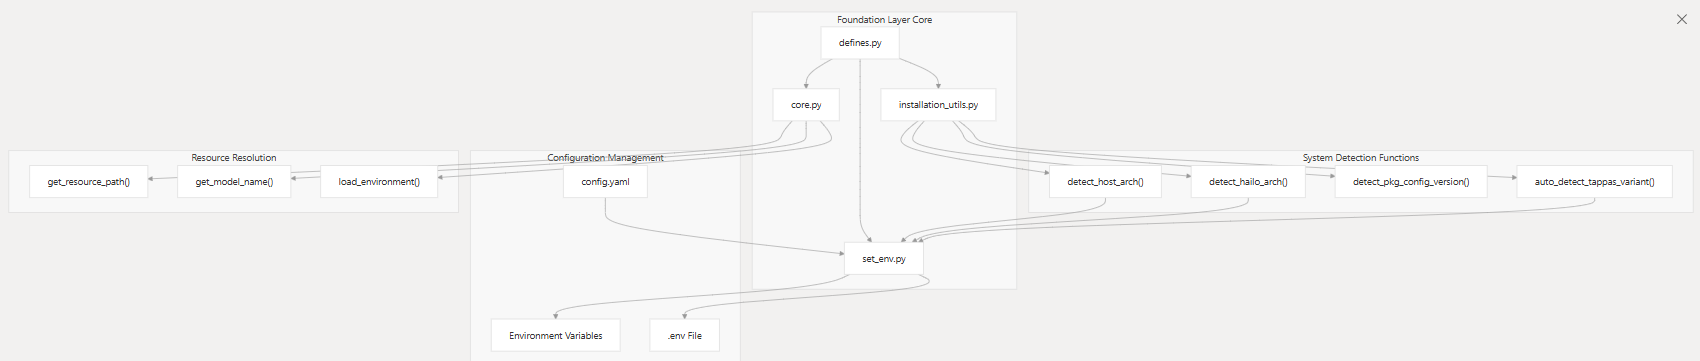 Foundation Layer Core
defines.py
core.py
installation_utils.py
Resource Resolution
get_resource_path()
get_model_name()
load_environment()
Configuration Management
config.yaml
System Detection Functions
detect_host_arch()
detect_hailo_arch()
detect_pkg_config_version()
auto_detect_tappas_variant()
set_env.py
Environment Variables
.env File